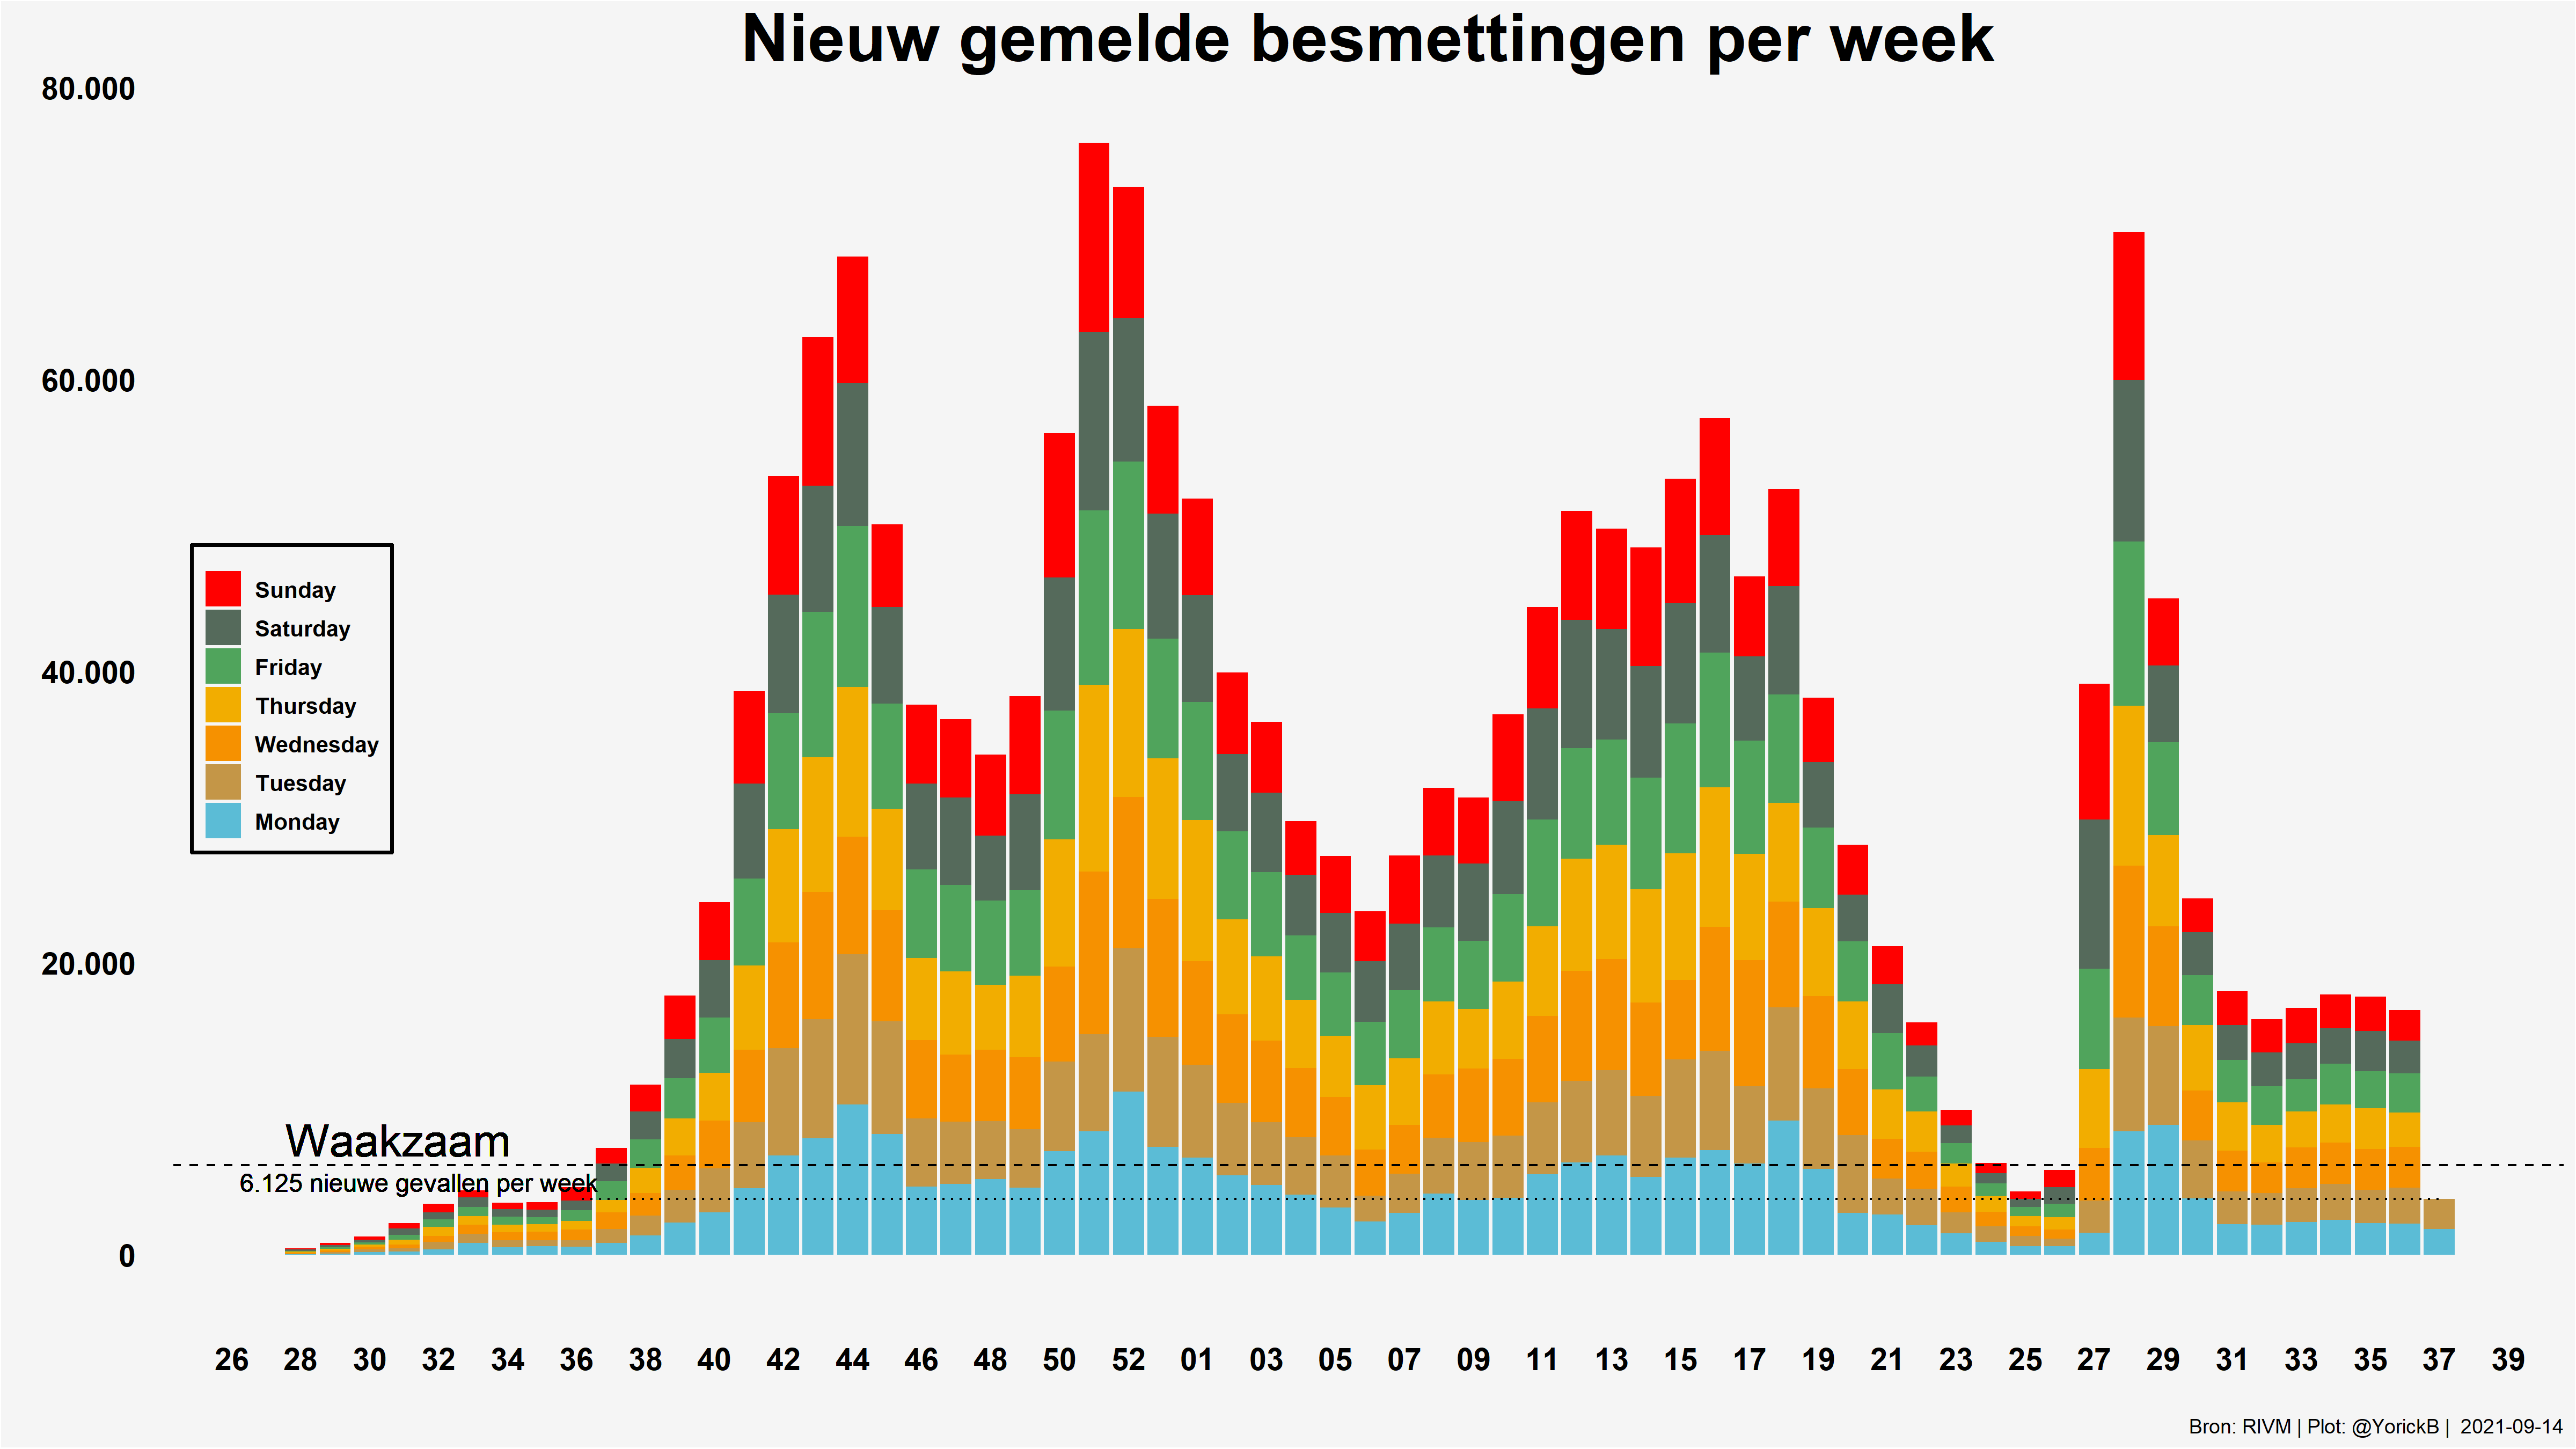 Nieuw gemelde besmettingen per week
80.000
60.000
40.000
20.000
0
Sunday
Saturday
Friday
Thursday
Wednesday
Tuesday
Monday
Waakzaam
6.125 nieuwe gevallen per week
26 28 30 32 34 36 38 40 42 44 46 48 50 52 01 03 05 07 09 11 13 15 17 19 21 23 25 27 29 31 33 35 37 39
Bron: RIVM | Plot: @YorickB | 2021-09-14